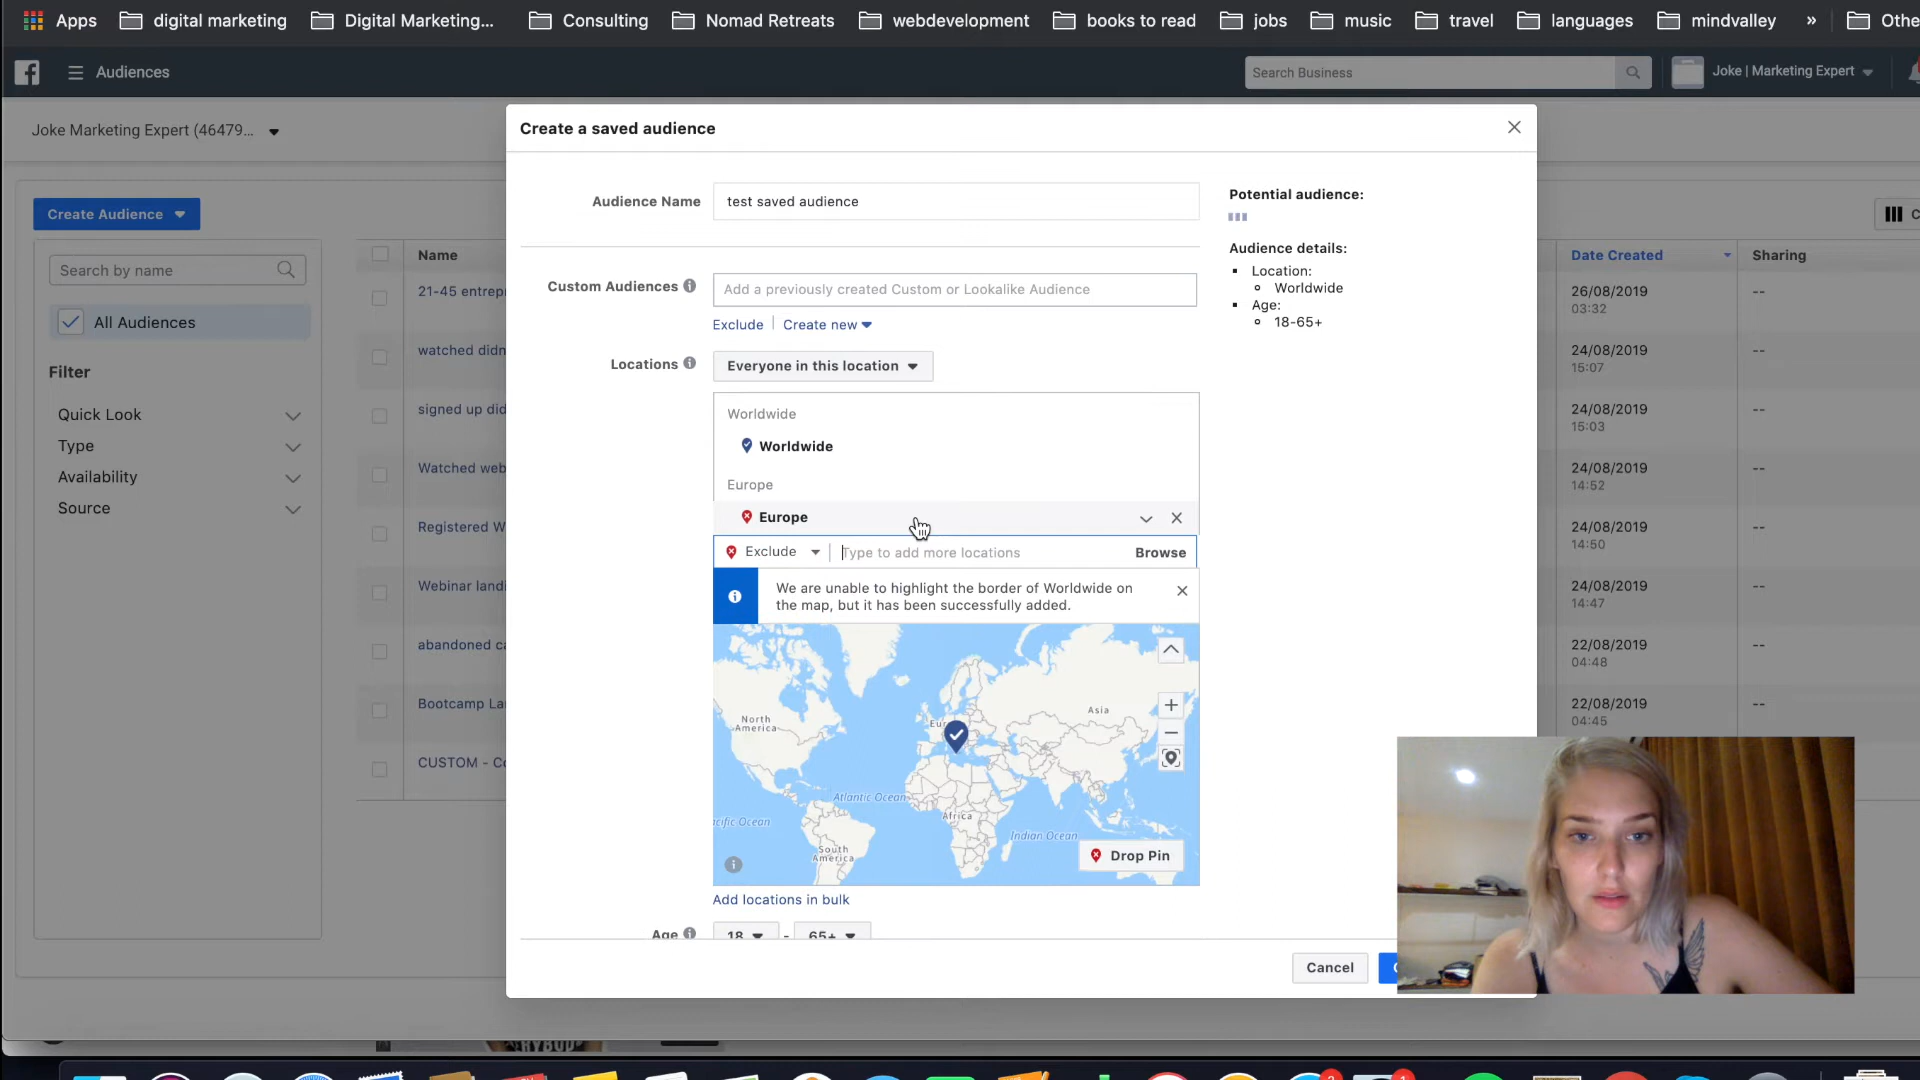 Apps digital marketing Digital Marketing... Consulting Nomad Retreats webdevelopment books to read jobs music travel languages mindvalley » Othe
Audiences Search Business Joke | Marketing Expert
Joke Marketing Expert (46479...
Create a saved audience
Create Audience
Search by name
All Audiences
Filter
Quick Look
Type
Availability
Source
Name
21-45 entrep
watched didn
signed up did
Watched web
Registered W
Webinar landi
abandoned ca
Bootcamp La
CUSTOM - Co
Audience Name test saved audience
Custom Audiences Add a previously created Custom or Lookalike Audience
Exclude Create new
Locations Everyone in this location
Worldwide
Worldwide
Europe
Europe
Exclude Type to add more locations Browse
We are unable to highlight the border of Worldwide on
the map, but it has been successfully added.
North
America
Asia
Atlantic Ocean
Africa
Indian Ocean
South
America
Drop Pin
Add locations in bulk
Age 18 - 65+
Potential audience:
Audience details:
Location:
Worldwide
Age:
18-65+
Cancel
Date Created Sharing
26/08/2019 --
03:32
24/08/2019 --
15:07
24/08/2019 --
15:03
24/08/2019 --
14:52
24/08/2019 --
14:50
24/08/2019 --
14:47
22/08/2019 --
04:48
22/08/2019
04:45